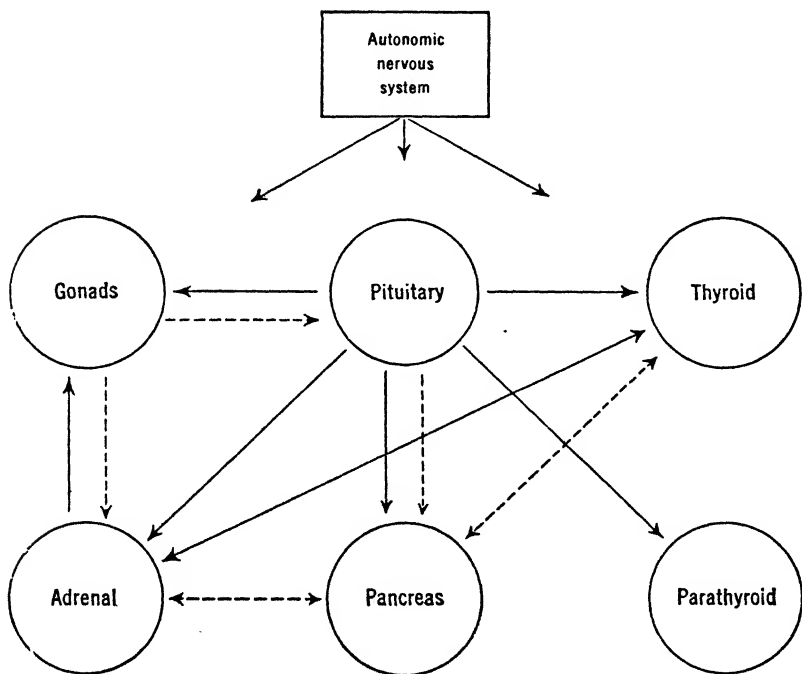 Autonomic
nervous
system
Gonads
Pituitary
Thyroid
Adrenal
Pancreas
Parathyroid